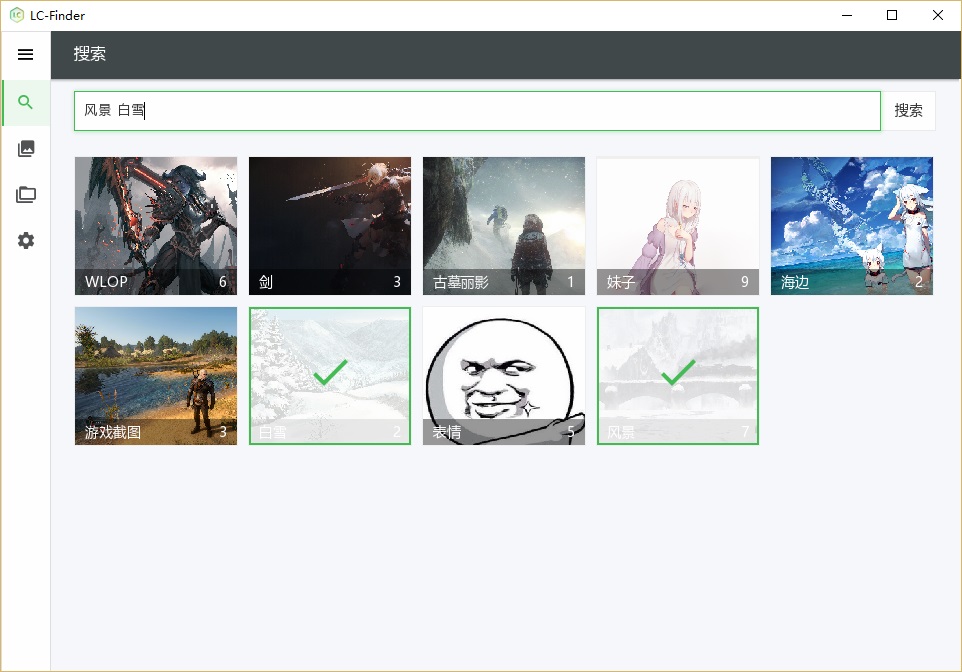 LC-Finder
搜索
风景 白雪
搜索
WLOP 6
剑 3
古墓丽影 1
妹子 9
海边 2
游戏截图 3
白雪 2
表情 5
风景 7